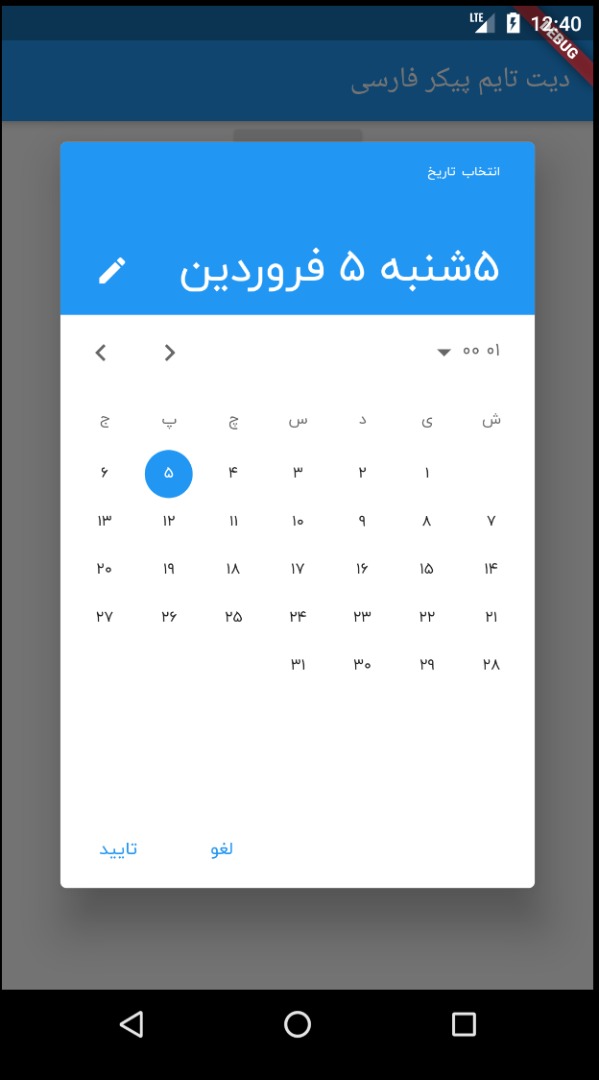 LTE 12:40
DEBUG
دیت تایم پیکر فارسی
انتخاب تاریخ
۵شنبه ۵ فروردین
۰۱ ۰۰
ش ی د س چ پ ج
۱ ۲ ۳ ۴ ۵ ۶
۷ ۸ ۹ ۱۰ ۱۱ ۱۲ ۱۳
۱۴ ۱۵ ۱۶ ۱۷ ۱۸ ۱۹ ۲۰
۲۱ ۲۲ ۲۳ ۲۴ ۲۵ ۲۶ ۲۷
۲۸ ۲۹ ۳۰ ۳۱
لغو تایید